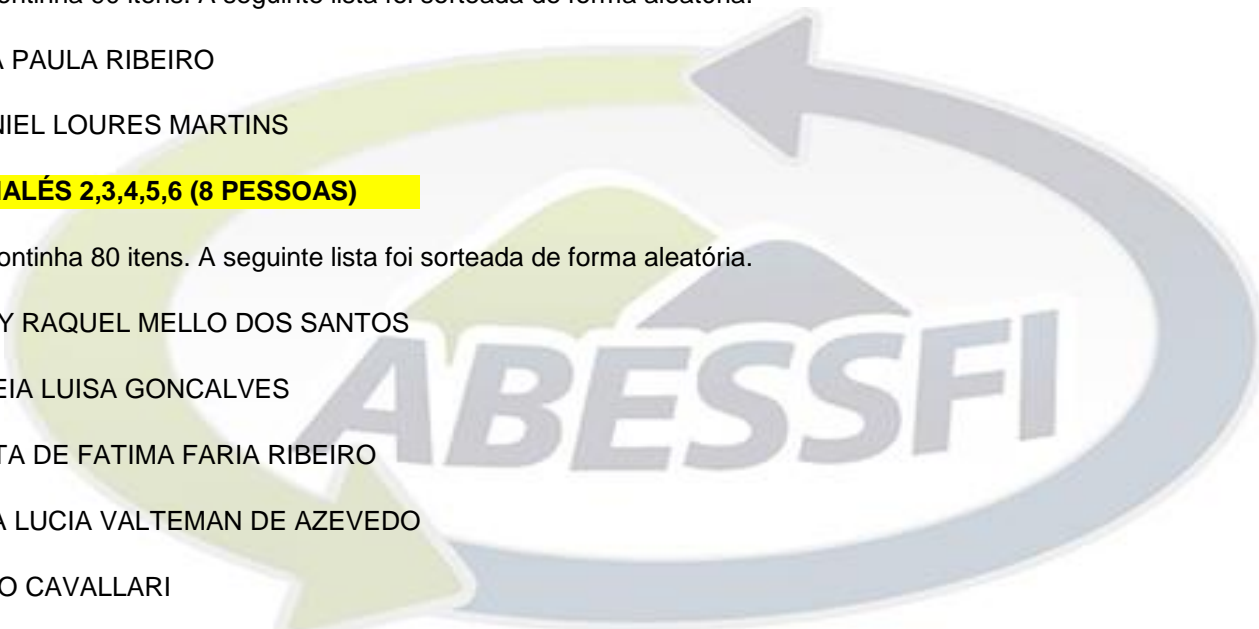 ontinha 60 itens. A seguinte lista foi sorteada de forma aleatória.
A PAULA RIBEIRO
NIEL LOURES MARTINS
HALÉS 2,3,4,5,6 (8 PESSOAS)
ontinha 80 itens. A seguinte lista foi sorteada de forma aleatória.
Y RAQUEL MELLO DOS SANTOS
EIA LUISA GONCALVES
TA DE FATIMA FARIA RIBEIRO
A LUCIA VALTEMAN DE AZEVEDO
O CAVALLARI
ABESSFI